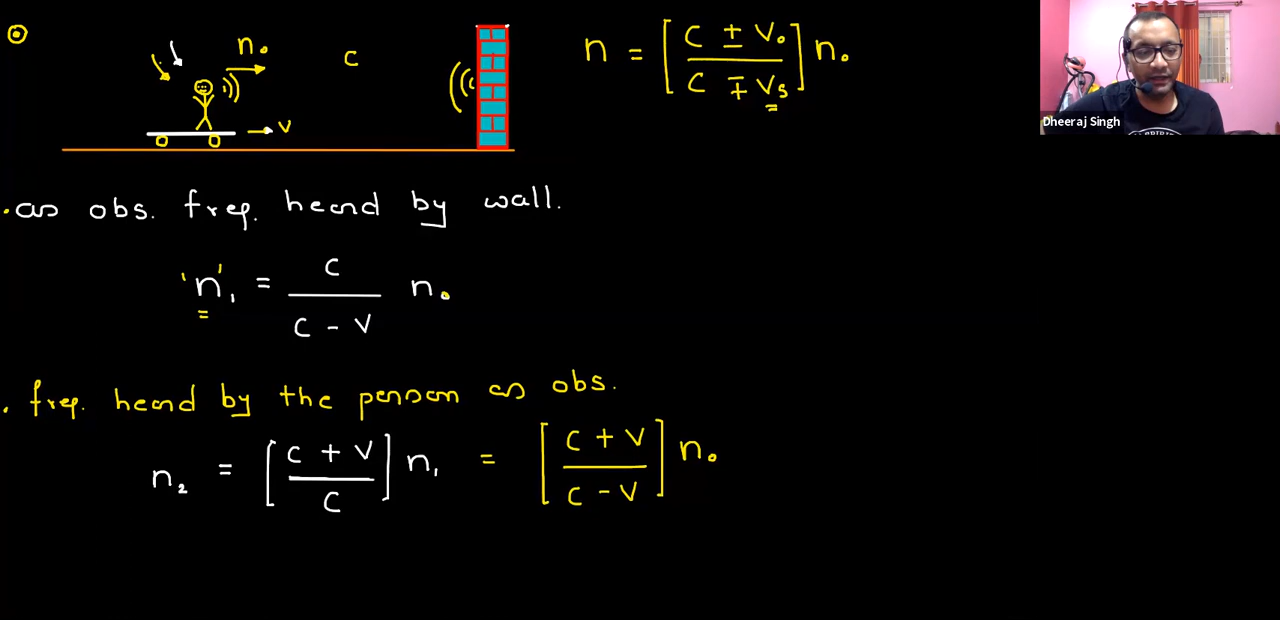 n₀
c
v
n = [ (c ± v₀) / (c ∓ vₛ) ] n₀
Dheeraj Singh
. as obs. freq. heard by wall.
'n'₁ = c / (c - v) n₀
. freq. heard by the person as obs.
n₂ = [ (c + v) / c ] n₁ = [ (c + v) / (c - v) ] n₀